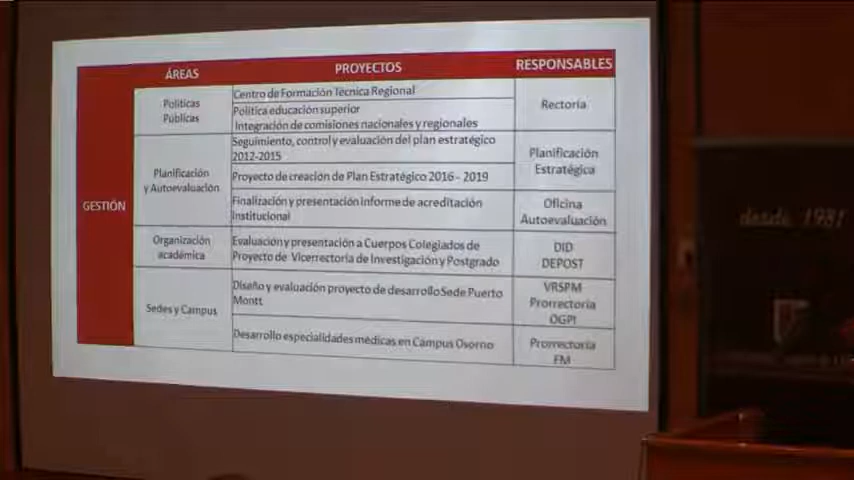 ÁREAS
PROYECTOS
RESPONSABLES
GESTIÓN
Políticas
Públicas
Centro de Formación Técnica Regional
Política educación superior
Integración de comisiones nacionales y regionales
Rectoría
Planificación
y Autoevaluación
Seguimiento, control y evaluación del plan estratégico
2012-2015
Proyecto de creación de Plan Estratégico 2016 - 2019
Planificación
Estratégica
Finalización y presentación informe de acreditación
Institucional
Oficina
Autoevaluación
Organización
académica
Evaluación y presentación a Cuerpos Colegiados de
Proyecto de Vicerrectoría de Investigación y Postgrado
DID
DEPOST
Sedes y Campus
Diseño y evaluación proyecto de desarrollo Sede Puerto
Montt
VRSPM
Prorrectoría
OGPI
Desarrollo especialidades médicas en Campus Osorno
Prorrectoría
FM
desde 1981